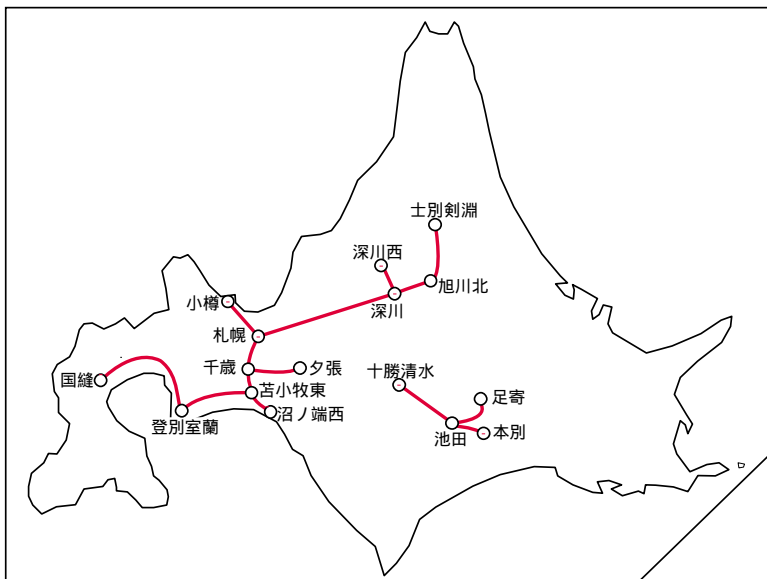 士別剣淵
深川西
旭川北
小樽
深川
札幌
千歳
夕張
十勝清水
国縫
苫小牧東
足寄
沼ノ端西
登別室蘭
池田
本別